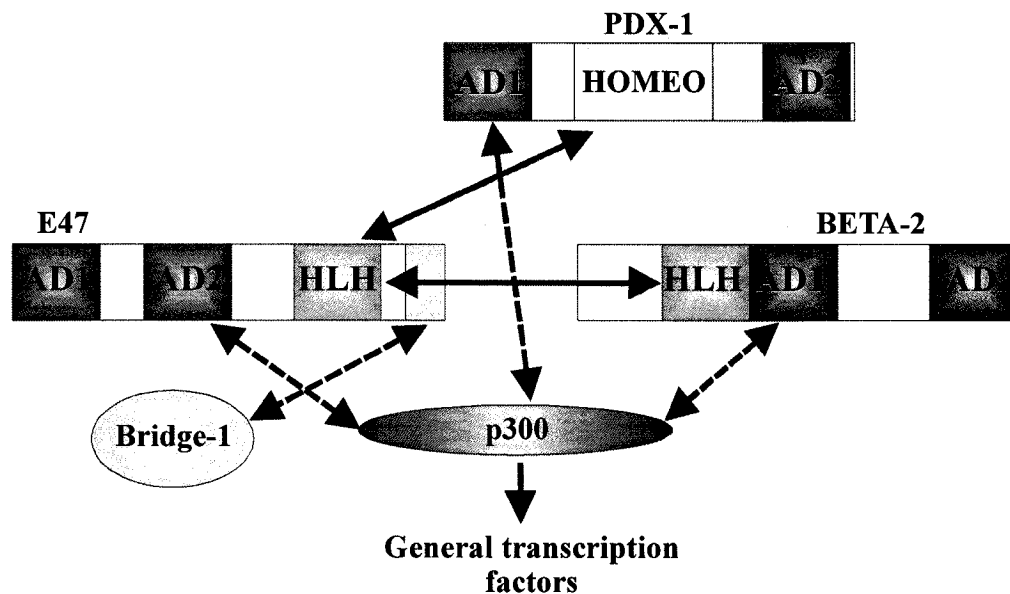 PDX-1
AD1 HOMEO AD2
E47
BETA-2
AD1 AD2 HLH
HLH AD1 AD
Bridge-1
p300
General transcription
factors